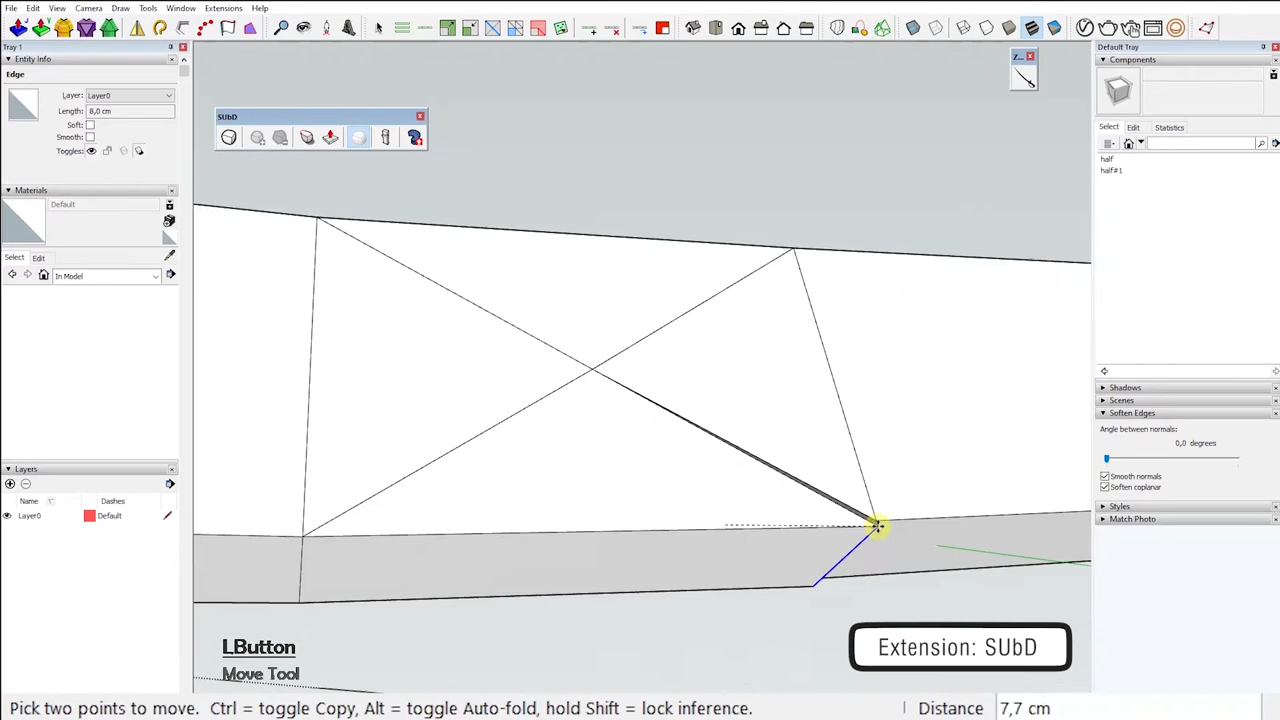 File Edit View Camera Draw Tools Window Extensions Help
Tray 1
Entity Info
Edge
Layer: Layer0
Length: 8,0 cm
Soft:
Smooth:
Toggles:
Materials
Default
Select Edit
In Model
Layers
Name Dashes
Layer0 Default
SUbD
Z...
Default Tray
Components
Select Edit Statistics
half
half#1
Shadows
Scenes
Soften Edges
Angle between normals:
0,0 degrees
Smooth normals
Soften coplanar
Styles
Match Photo
LButton
Move Tool
Extension: SUbD
Pick two points to move. Ctrl = toggle Copy, Alt = toggle Auto-fold, hold Shift = lock inference. Distance 7,7 cm